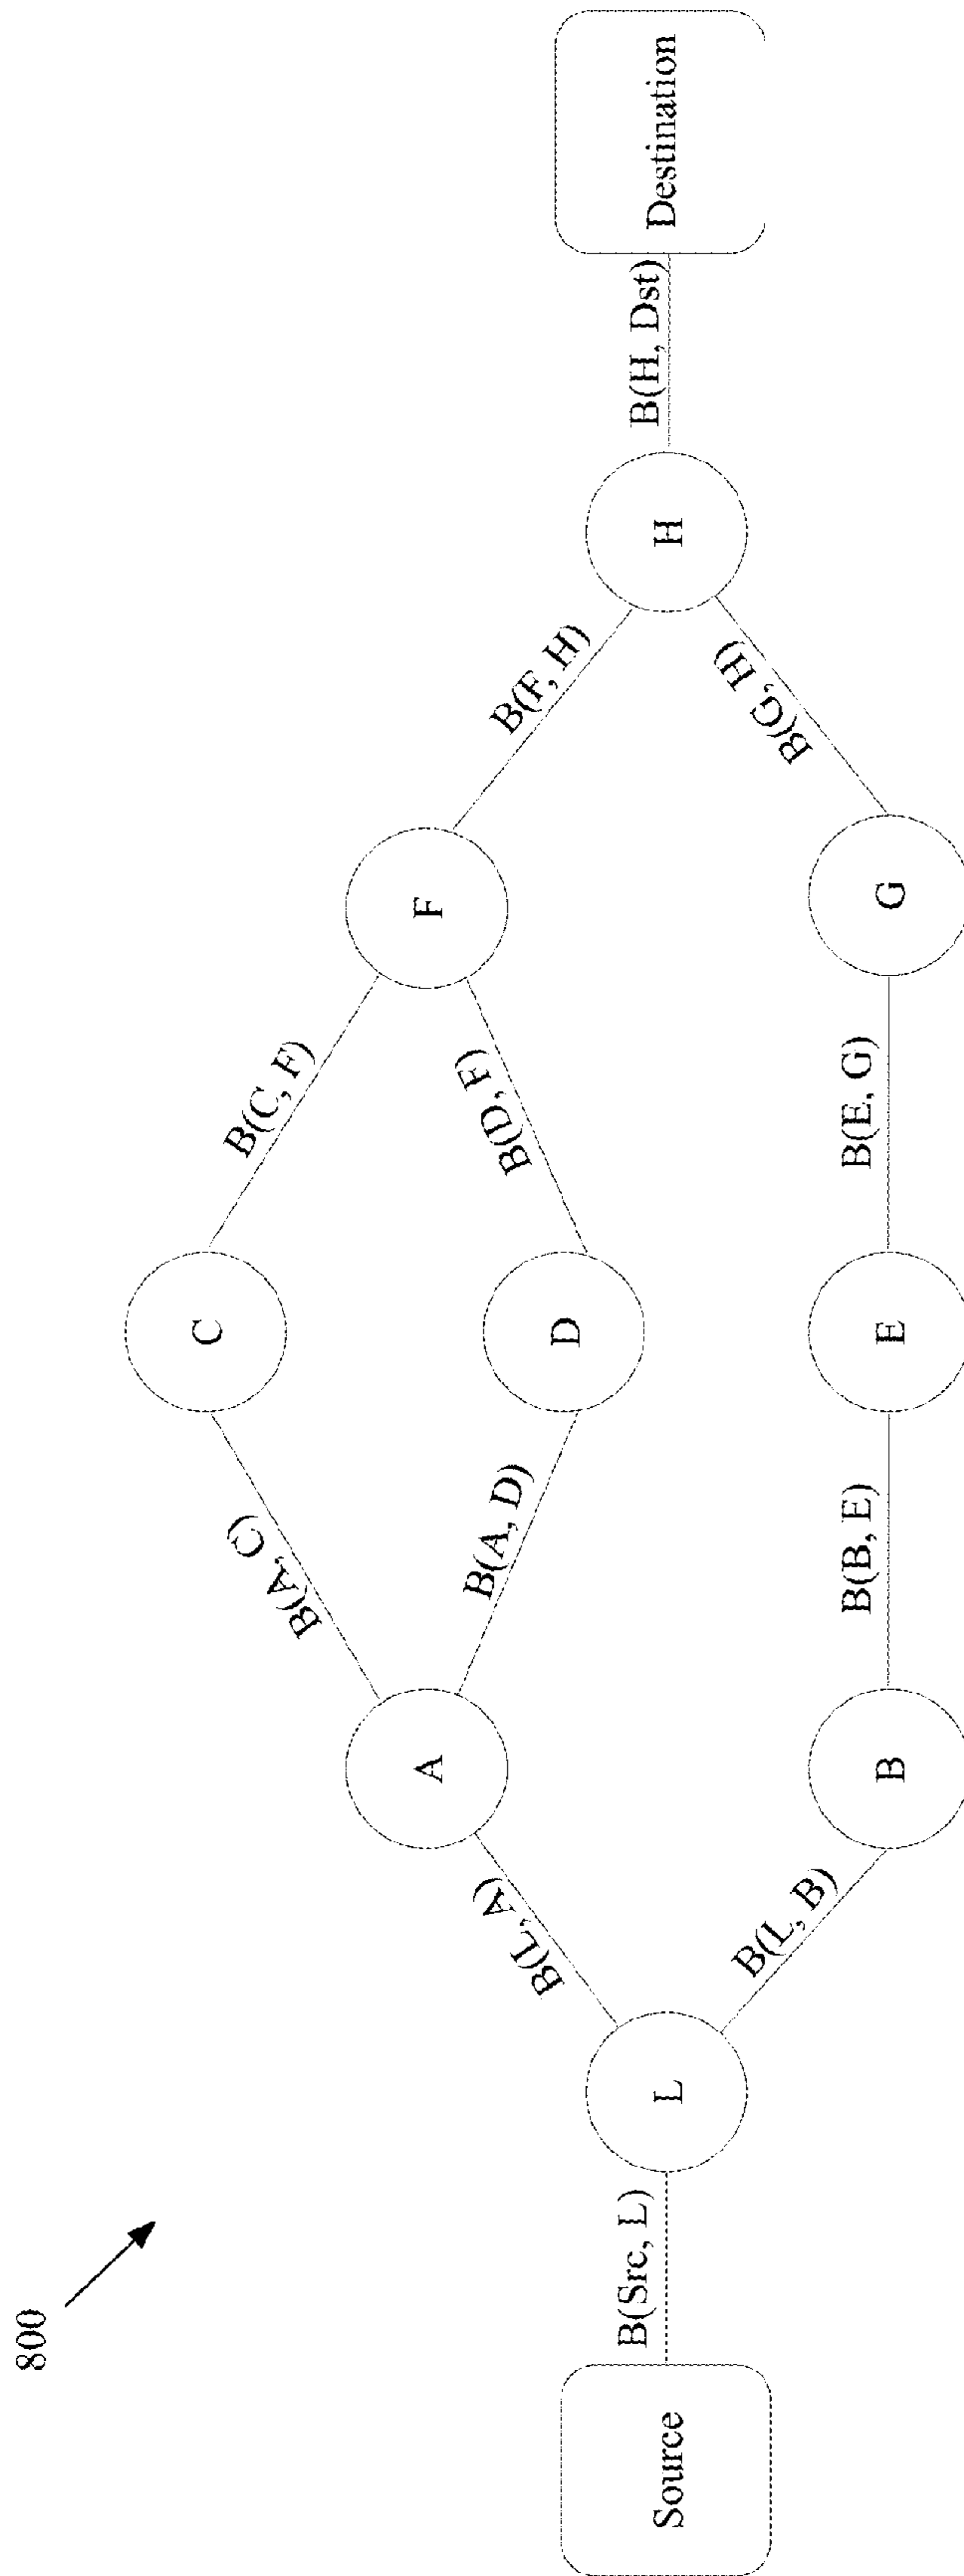 800
Source
B(Src, L)
L
B(L, A)
B(L, B)
A
B
B(A, C)
B(A, D)
B(B, E)
C
D
E
B(C, F)
B(D, F)
B(E, G)
F
G
B(F, H)
B(G, H)
H
B(H, Dst)
Destination